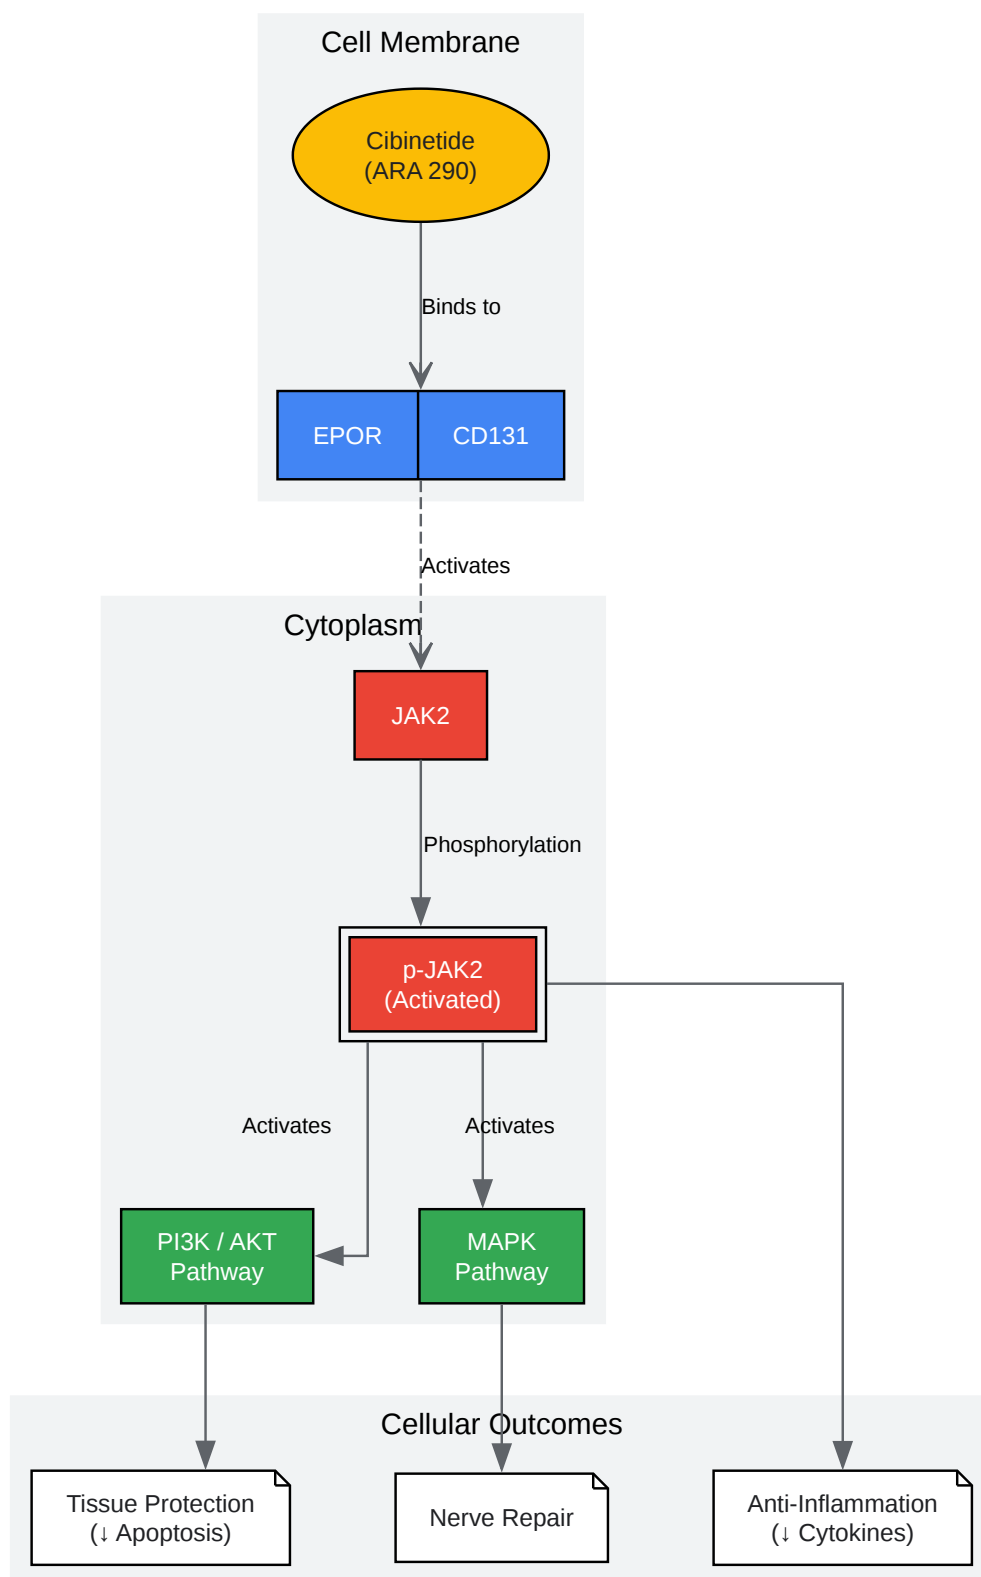 Cell Membrane
Cibinetide
(ARA 290)
Binds to
EPOR
CD131
Activates
Cytoplasm
JAK2
Phosphorylation
p-JAK2
(Activated)
Activates
Activates
PI3K / AKT
Pathway
MAPK
Pathway
Cellular Outcomes
Tissue Protection
(↓ Apoptosis)
Nerve Repair
Anti-Inflammation
(↓ Cytokines)